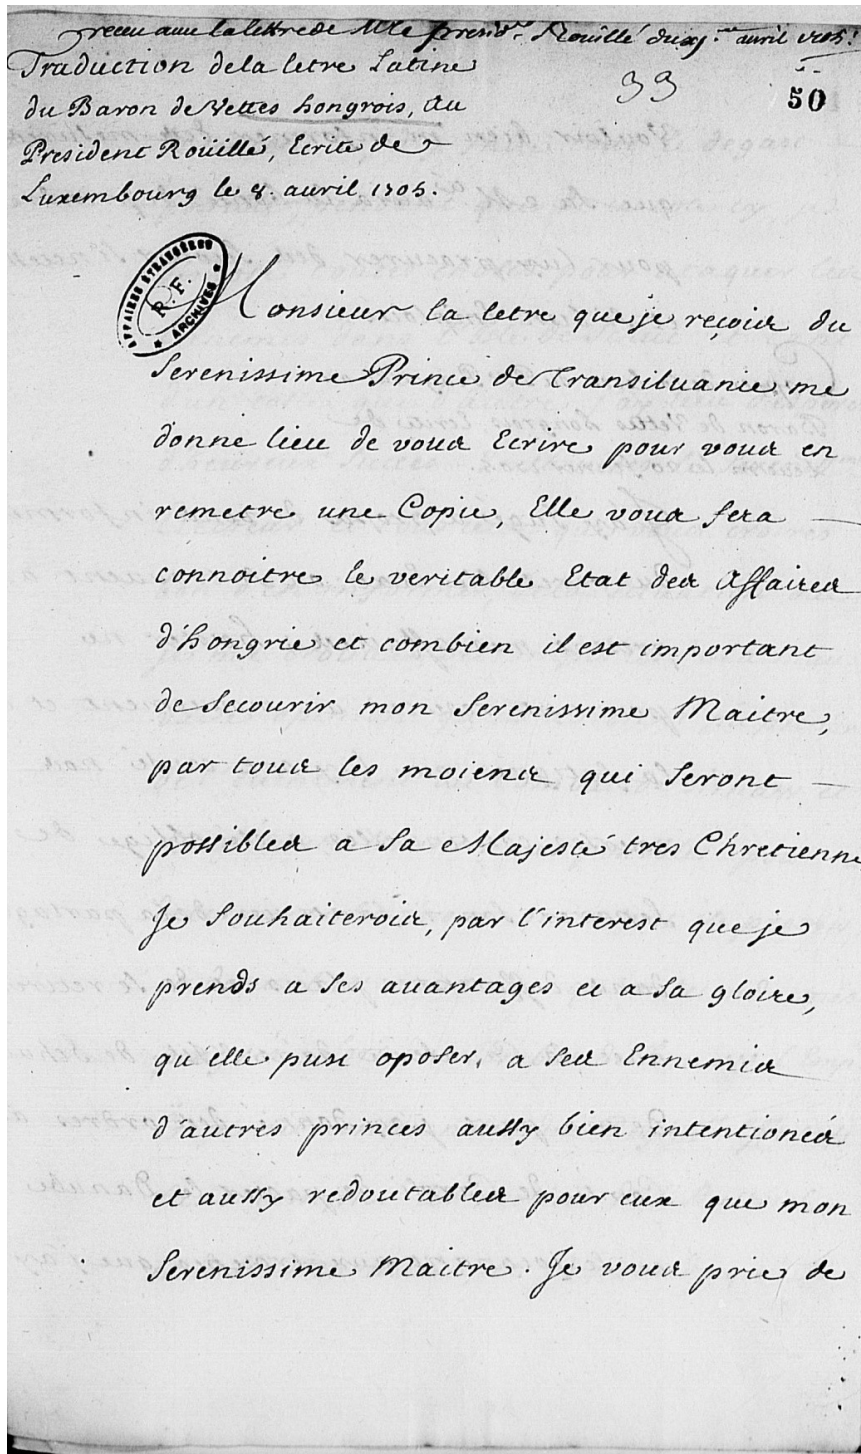 receu avec la lettre de Mr le presid.^t Rouillé du xj.^me avril 1705.
33
50
Traduction de la letre Latine
du Baron de Vettes hongrois, au
President Roüillé, Ecrite de
Luxembourg le 8. auril 1705.
AFFAIRES ETRANGÈRES
R.F.
ARCHIVES
Monsieur la letre que je reçois du
Serenissime Prince de Transiluanie me
donne lieu de vous Ecrire pour vous en
remetre une Copie, Elle vous fera
connoitre le veritable Etat des affaires
d'hongrie et combien il est important
de secourir mon Serenissime Maitre,
par tous les moiens qui seront
possibles a Sa Majesté tres Chretienne
Je souhaiterois, par l'interest que je
prends a ses auantages et a sa gloire,
qu'elle pust oposer, a ses Ennemis
d'autres princes aussy bien intentionés
et aussy redoutables pour eux que mon
Serenissime Maitre. Je vous prie de